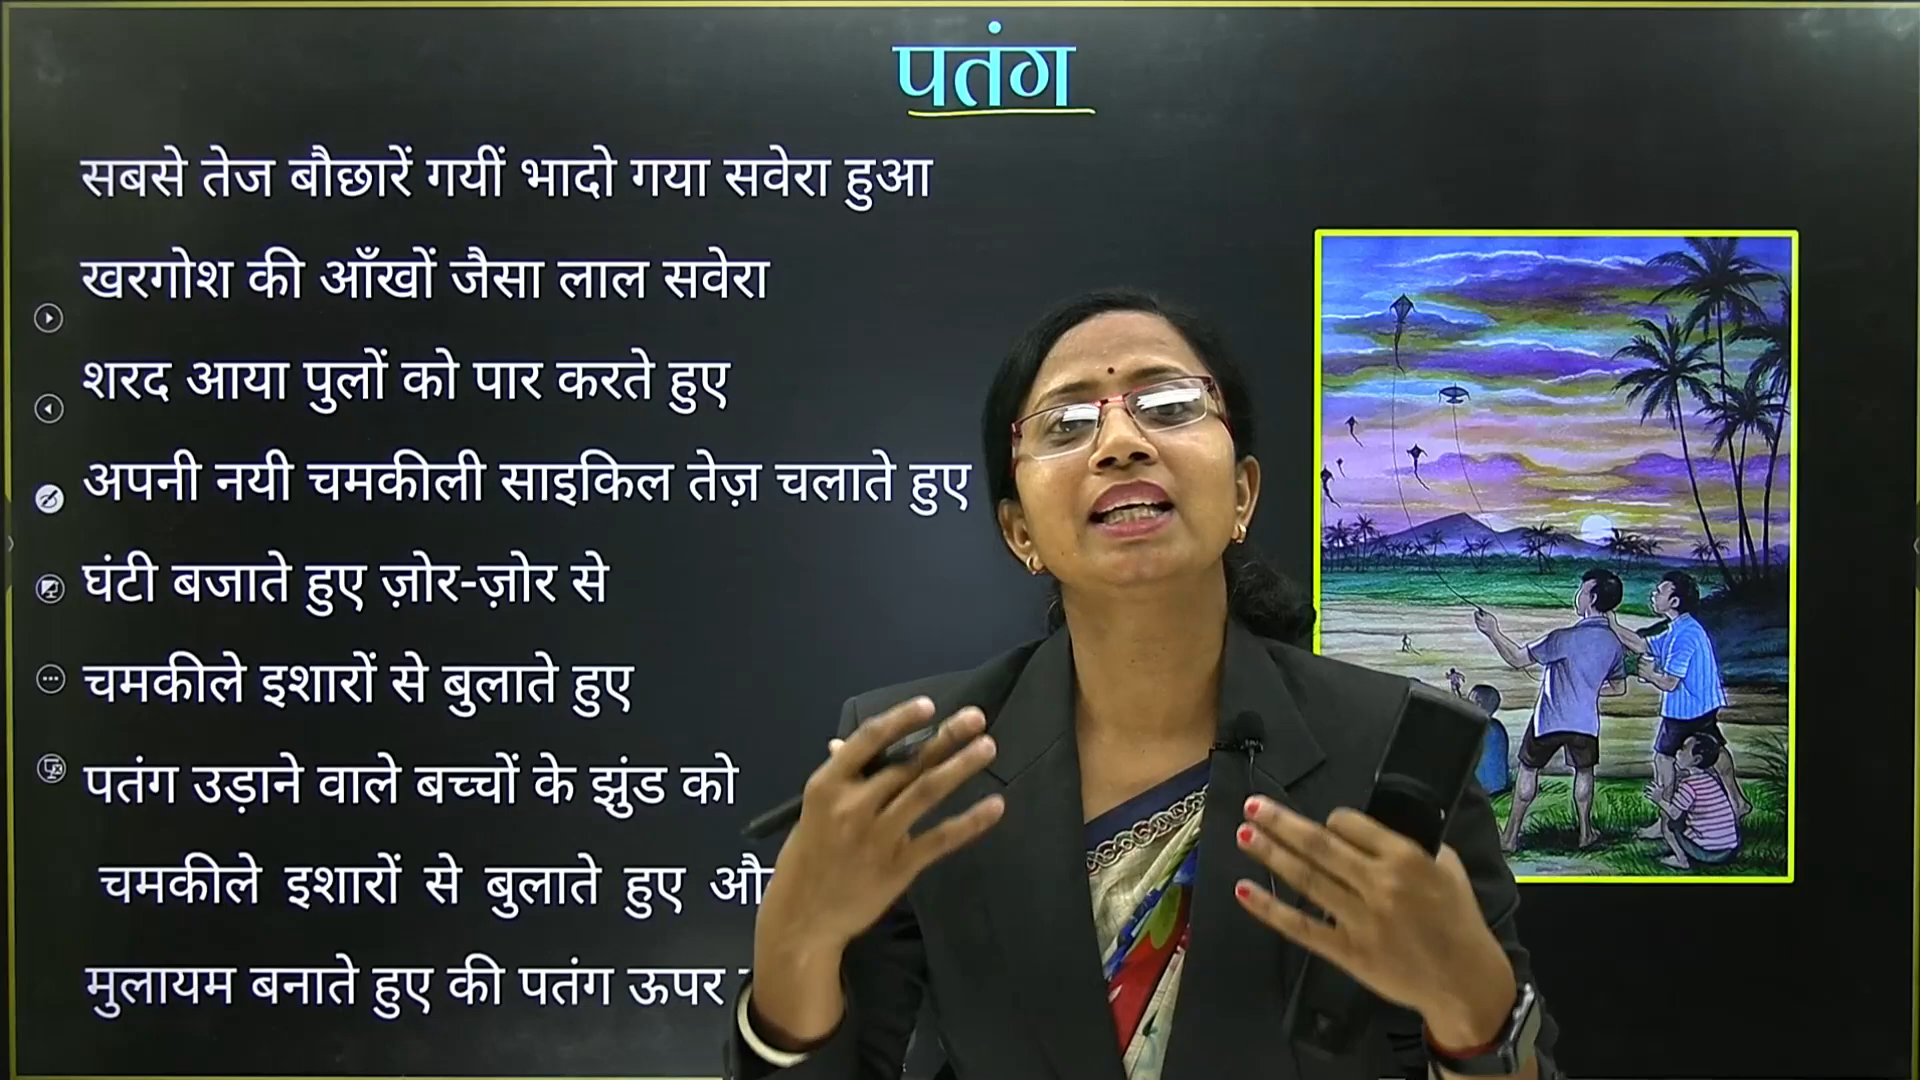 पतंग
सबसे तेज बौछारें गयीं भादो गया सवेरा हुआ
खरगोश की आँखों जैसा लाल सवेरा
शरद आया पुलों को पार करते हुए
अपनी नयी चमकीली साइकिल तेज़ चलाते हुए
घंटी बजाते हुए ज़ोर-ज़ोर से
चमकीले इशारों से बुलाते हुए
पतंग उड़ाने वाले बच्चों के झुंड को
चमकीले इशारों से बुलाते हुए
मुलायम बनाते हुए की पतंग ऊपर